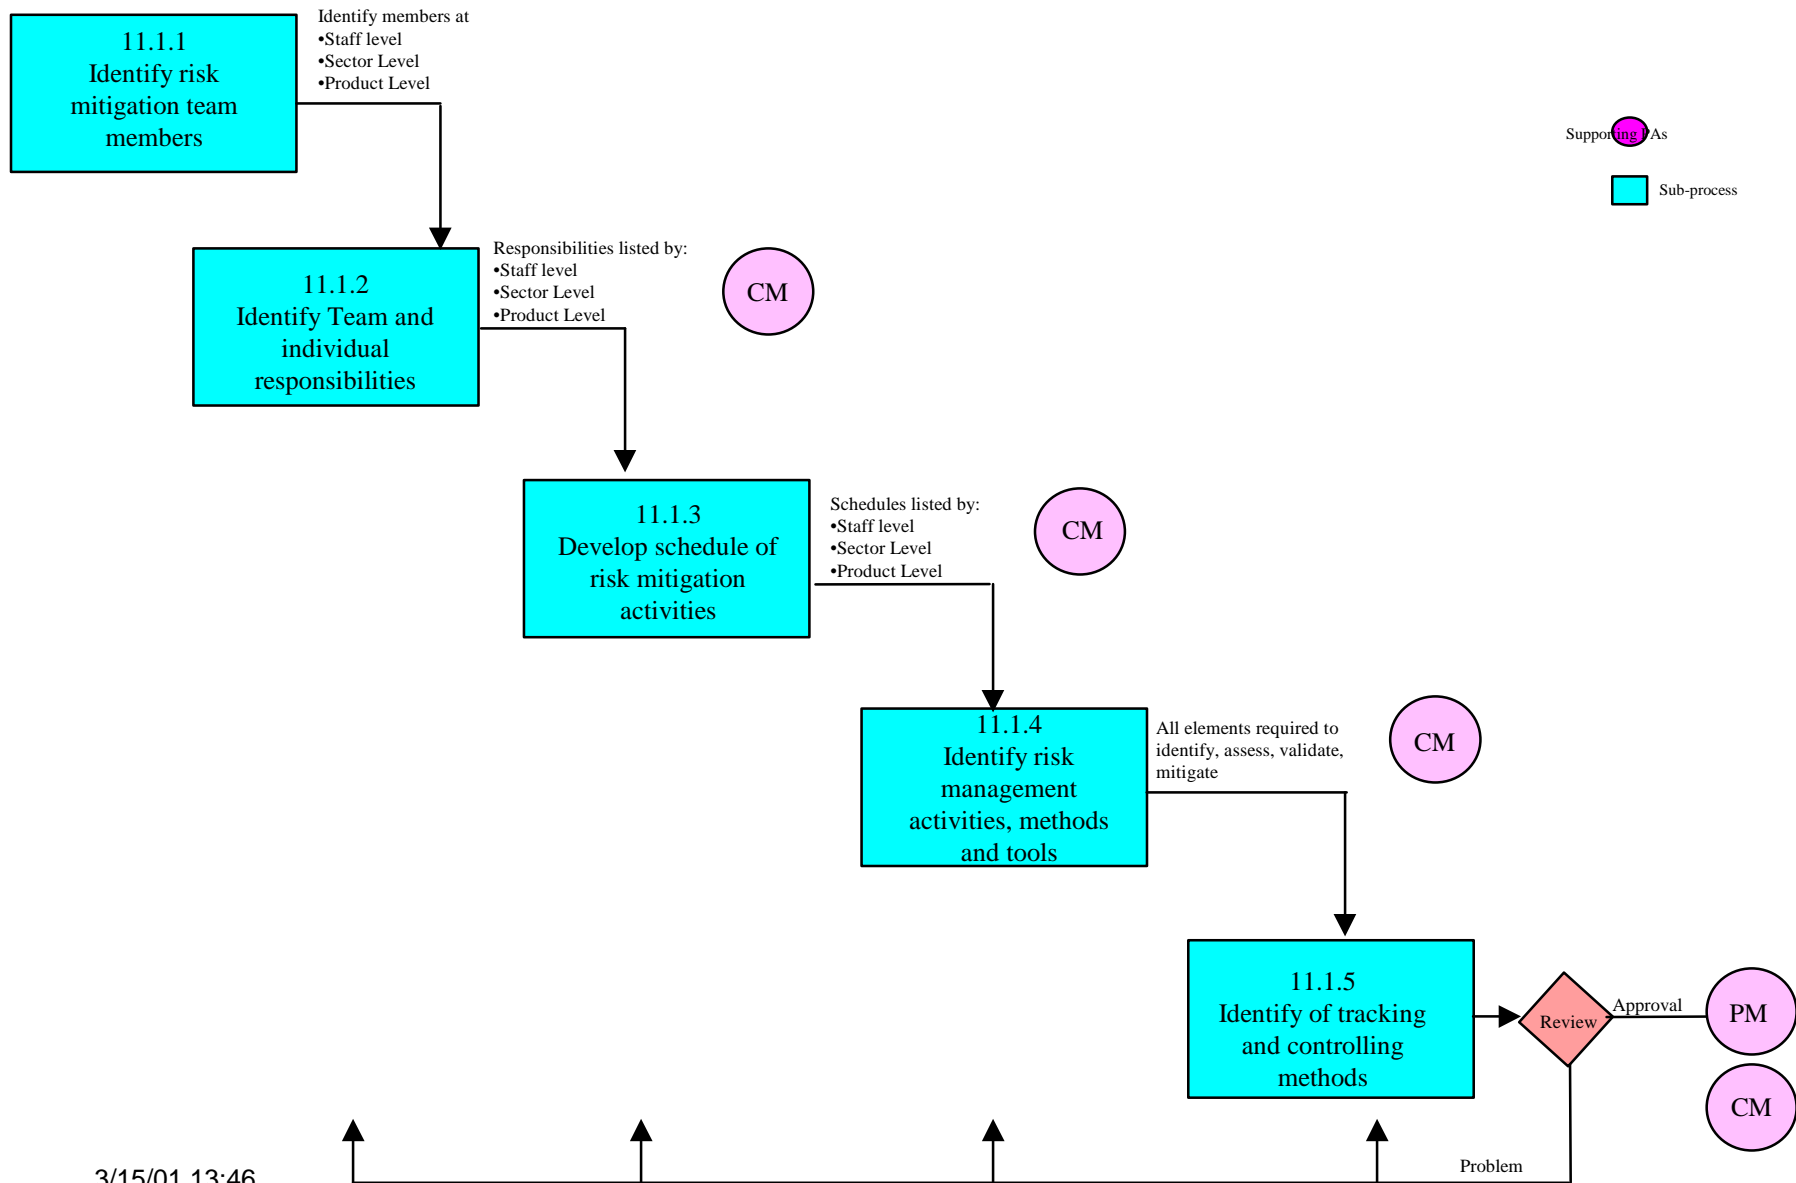 Identify members at
•Staff level
•Sector Level
•Product Level
11.1.1
Identify risk
mitigation team
members
Supporting PAs
Sub-process
Responsibilities listed by:
•Staff level
•Sector Level
•Product Level
CM
11.1.2
Identify Team and
individual
responsibilities
Schedules listed by:
•Staff level
•Sector Level
•Product Level
CM
11.1.3
Develop schedule of
risk mitigation
activities
11.1.4
Identify risk
management
activities, methods
and tools
All elements required to
identify, assess, validate,
mitigate
CM
11.1.5
Identify of tracking
and controlling
methods
Review
Approval
PM
CM
Problem
3/15/01 13:46